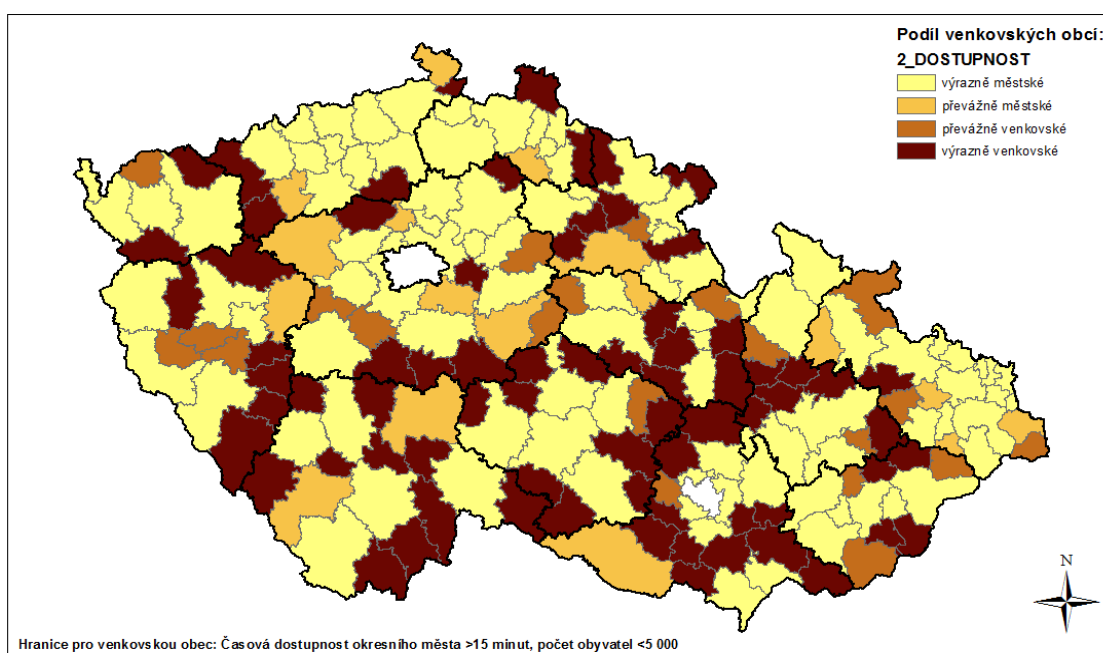 Podíl venkovských obcí:
2_DOSTUPNOST
výrazně městské
převážně městské
převážně venkovské
výrazně venkovské
N
Hranice pro venkovskou obec: Časová dostupnost okresního města >15 minut, počet obyvatel <5 000